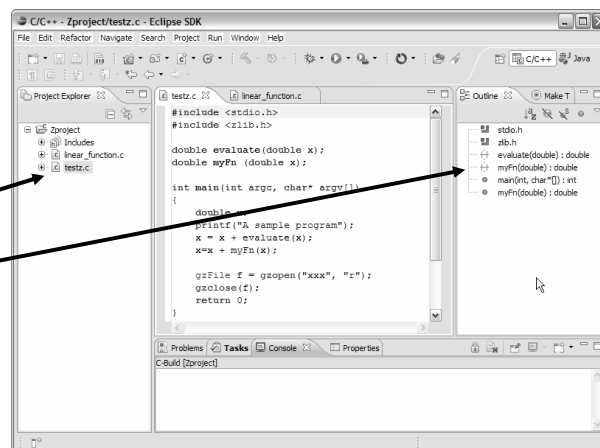 C/C++ - Zproject/testz.c - Eclipse SDK
File Edit Refactor Navigate Search Project Run Window Help
C/C++ Java
Project Explorer
testz.c linear_function.c
Outline Make T
Zproject
Includes
linear_function.c
testz.c
#include <stdio.h>
#include <zlib.h>
double evaluate(double x);
double myFn (double x);
int main(int argc, char* argv[])
{
double x;
printf("A sample program");
x = x + evaluate(x);
x=x + myFn(x);
gzFile f = gzopen("xxx", "r");
gzclose(f);
return 0;
}
stdio.h
zlib.h
evaluate(double) : double
myFn(double) : double
main(int, char*[]) : int
myFn(double) : double
Problems Tasks Console Properties
C-Build [Zproject]